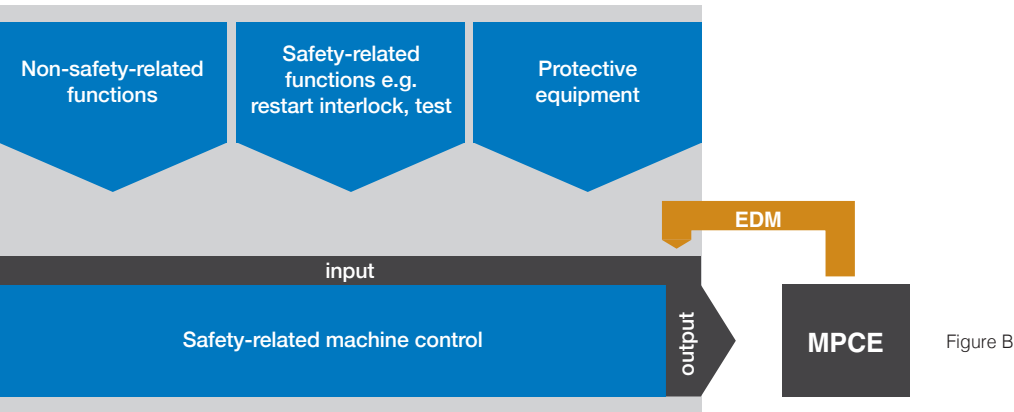 Non-safety-related
functions
Safety-related
functions e.g.
restart interlock, test
Protective
equipment
EDM
input
Safety-related machine control
output
MPCE
Figure B